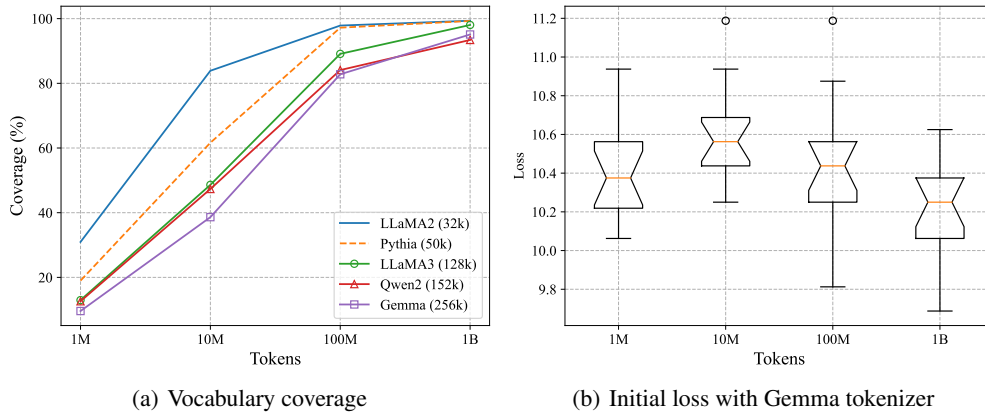 100
80
60
40
20
Coverage (%)
1M
10M
100M
1B
Tokens
LLaMA2 (32k)
Pythia (50k)
LLaMA3 (128k)
Qwen2 (152k)
Gemma (256k)
(a) Vocabulary coverage
11.2
11.0
10.8
10.6
10.4
10.2
10.0
9.8
Loss
1M
10M
100M
1B
Tokens
(b) Initial loss with Gemma tokenizer